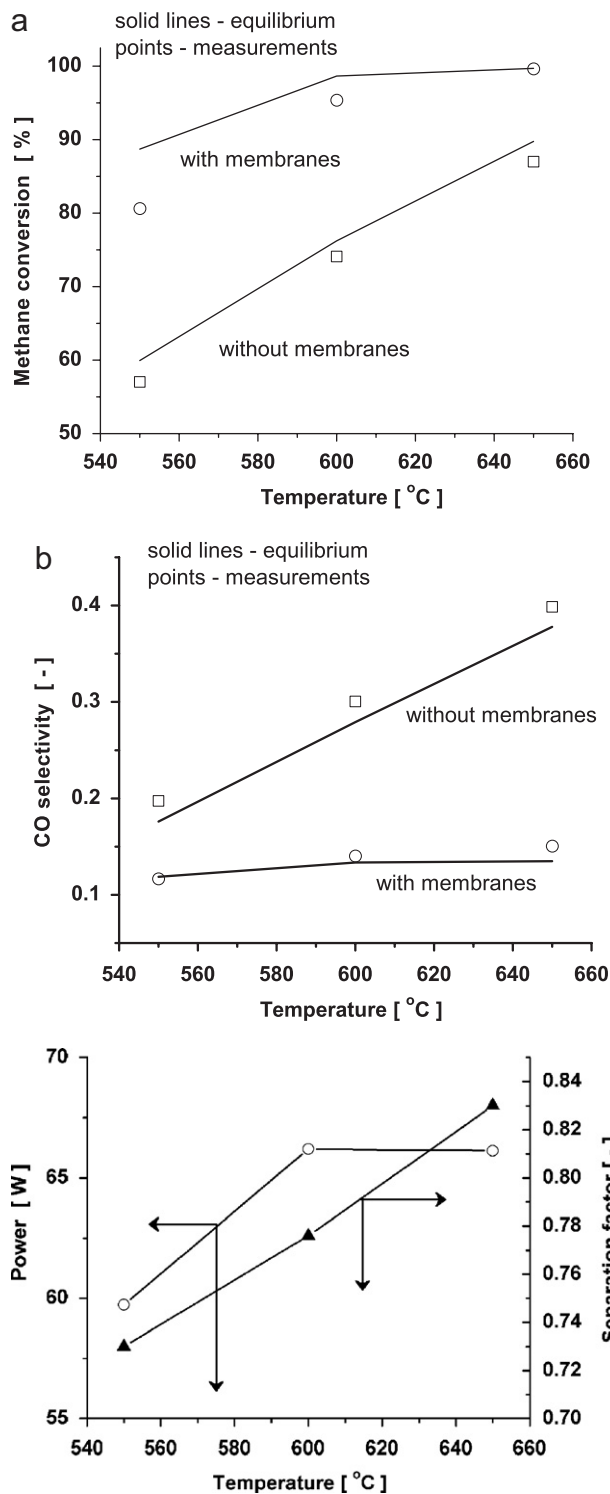 a
solid lines - equilibrium
points - measurements
100
90
80
70
60
50
Methane conversion [ % ]
with membranes
without membranes
540 560 580 600 620 640 660
Temperature [ °C ]
b
solid lines - equilibrium
points - measurements
0.4
0.3
0.2
0.1
CO selectivity [ - ]
without membranes
with membranes
540 560 580 600 620 640 660
Temperature [ °C ]
70
65
60
55
Power [ W ]
0.84
0.82
0.80
0.78
0.76
0.74
0.72
0.70
Separation factor [ - ]
540 560 580 600 620 640 660
Temperature [ °C ]